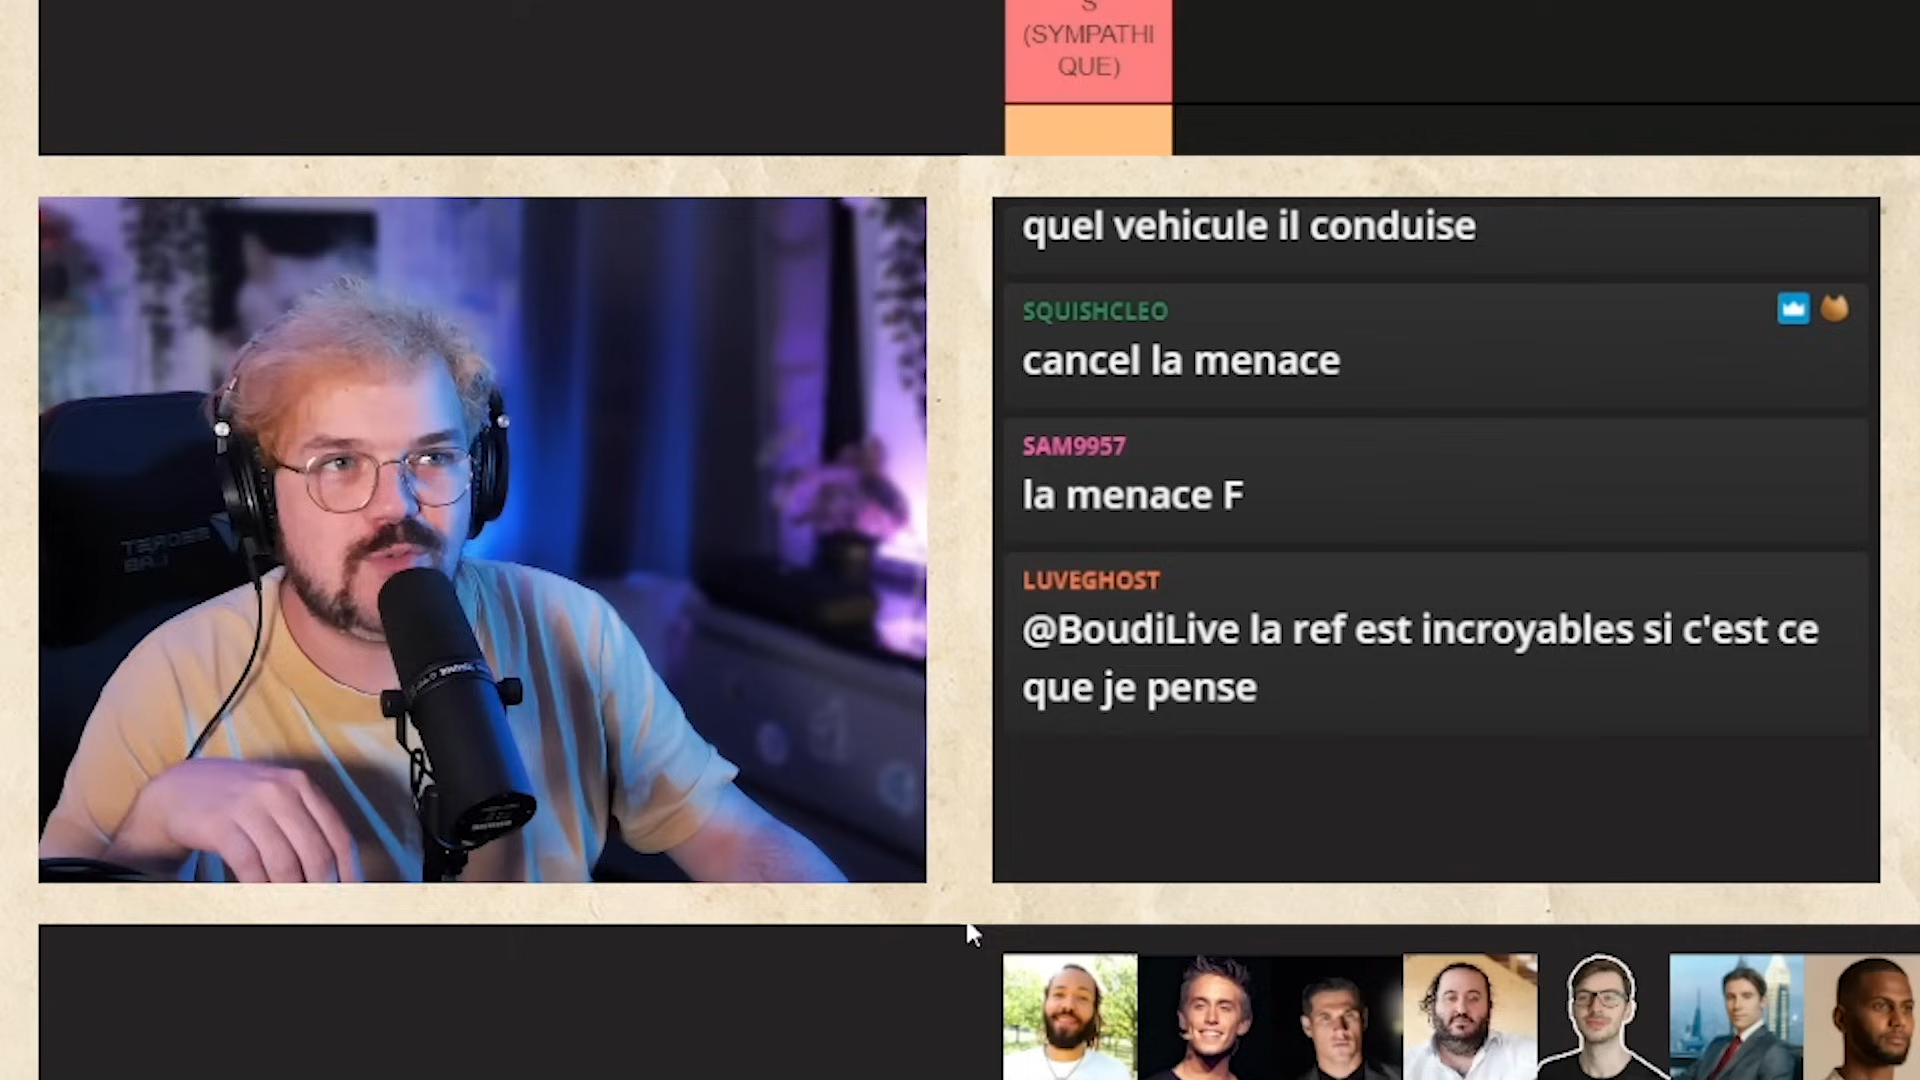 S
(SYMPATHI
QUE)
quel vehicule il conduise
SQUISHCLEO
cancel la menace
SAM9957
la menace F
LUVEGHOST
@BoudiLive la ref est incroyables si c'est ce
que je pense